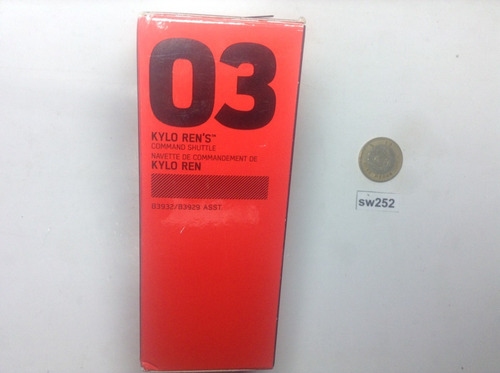 03
KYLO REN'S™
COMMAND SHUTTLE
NAVETTE DE COMMANDEMENT DE
KYLO REN
B3932/B3929 ASST.
sw252